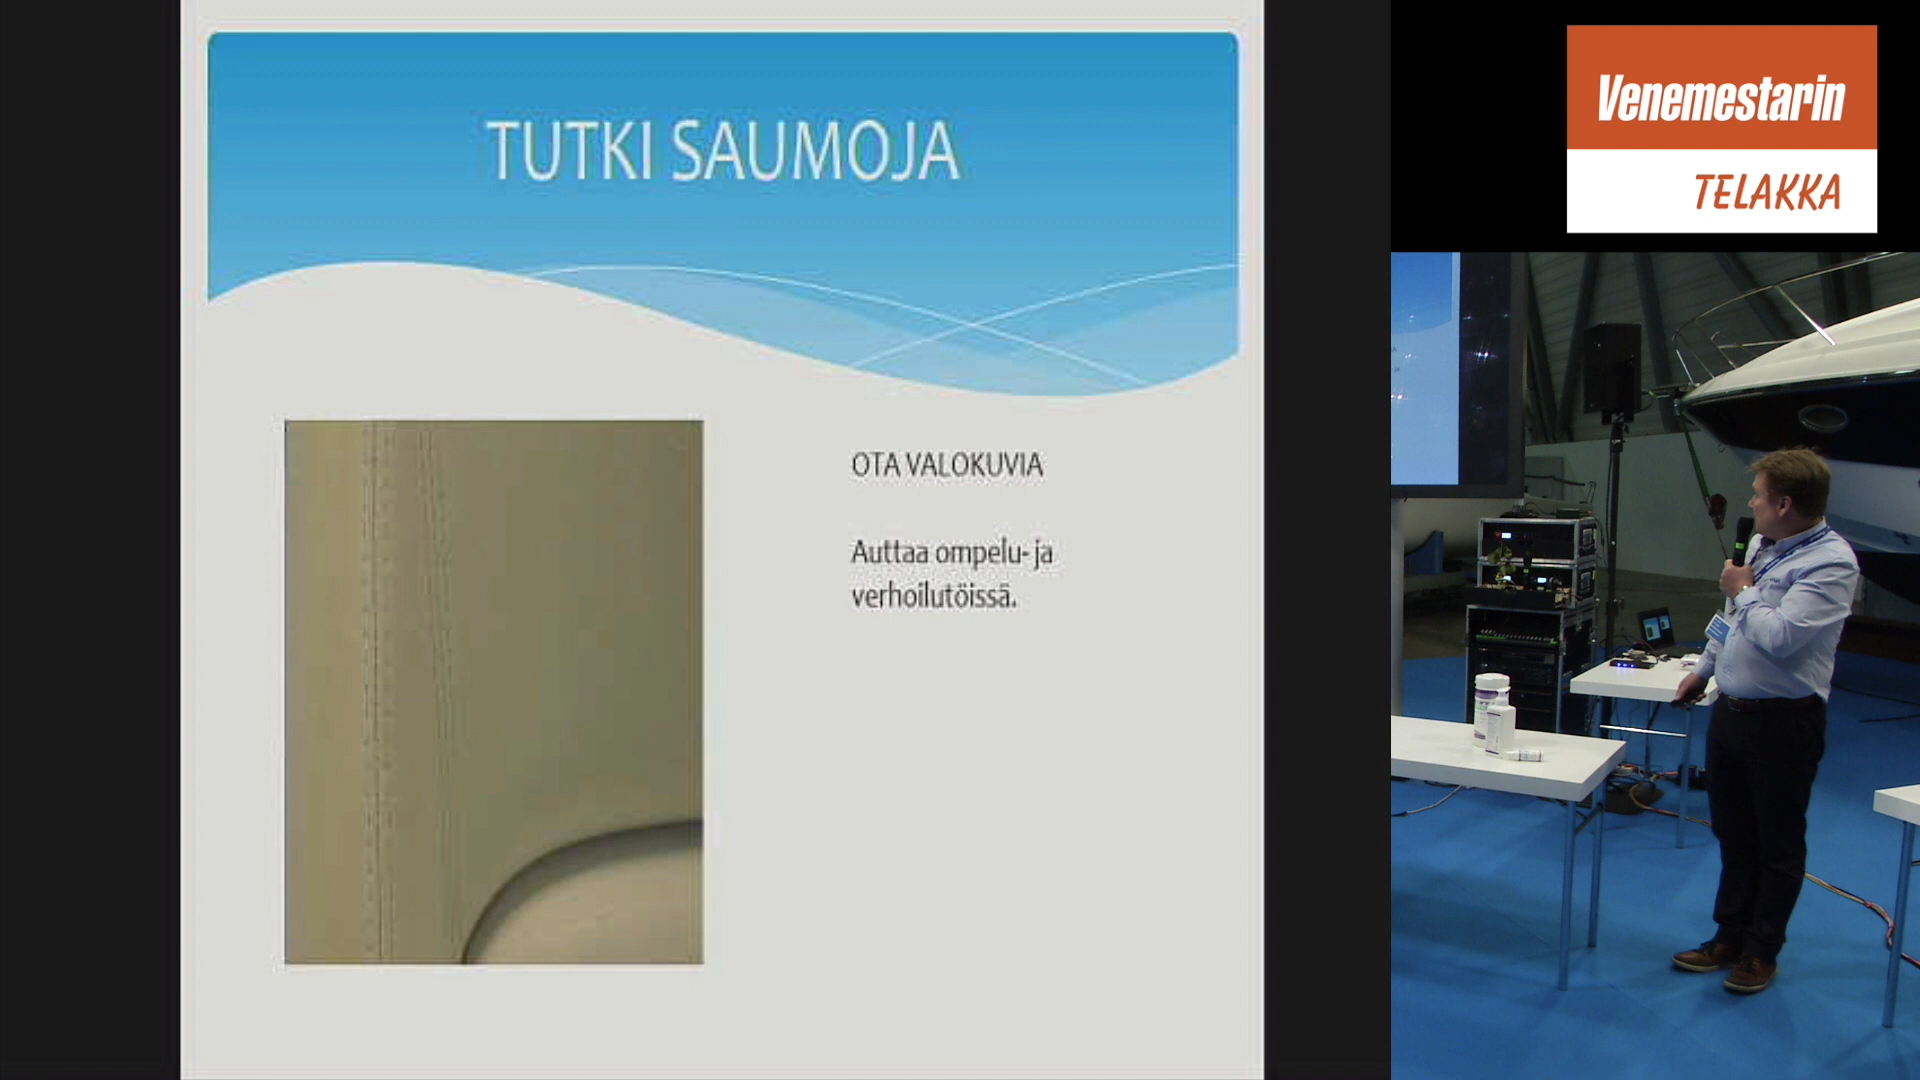 TUTKI SAUMOJA
OTA VALOKUVIA
Auttaa ompelu- ja
verhoilutöissä.
Venemestarin
TELAKKA